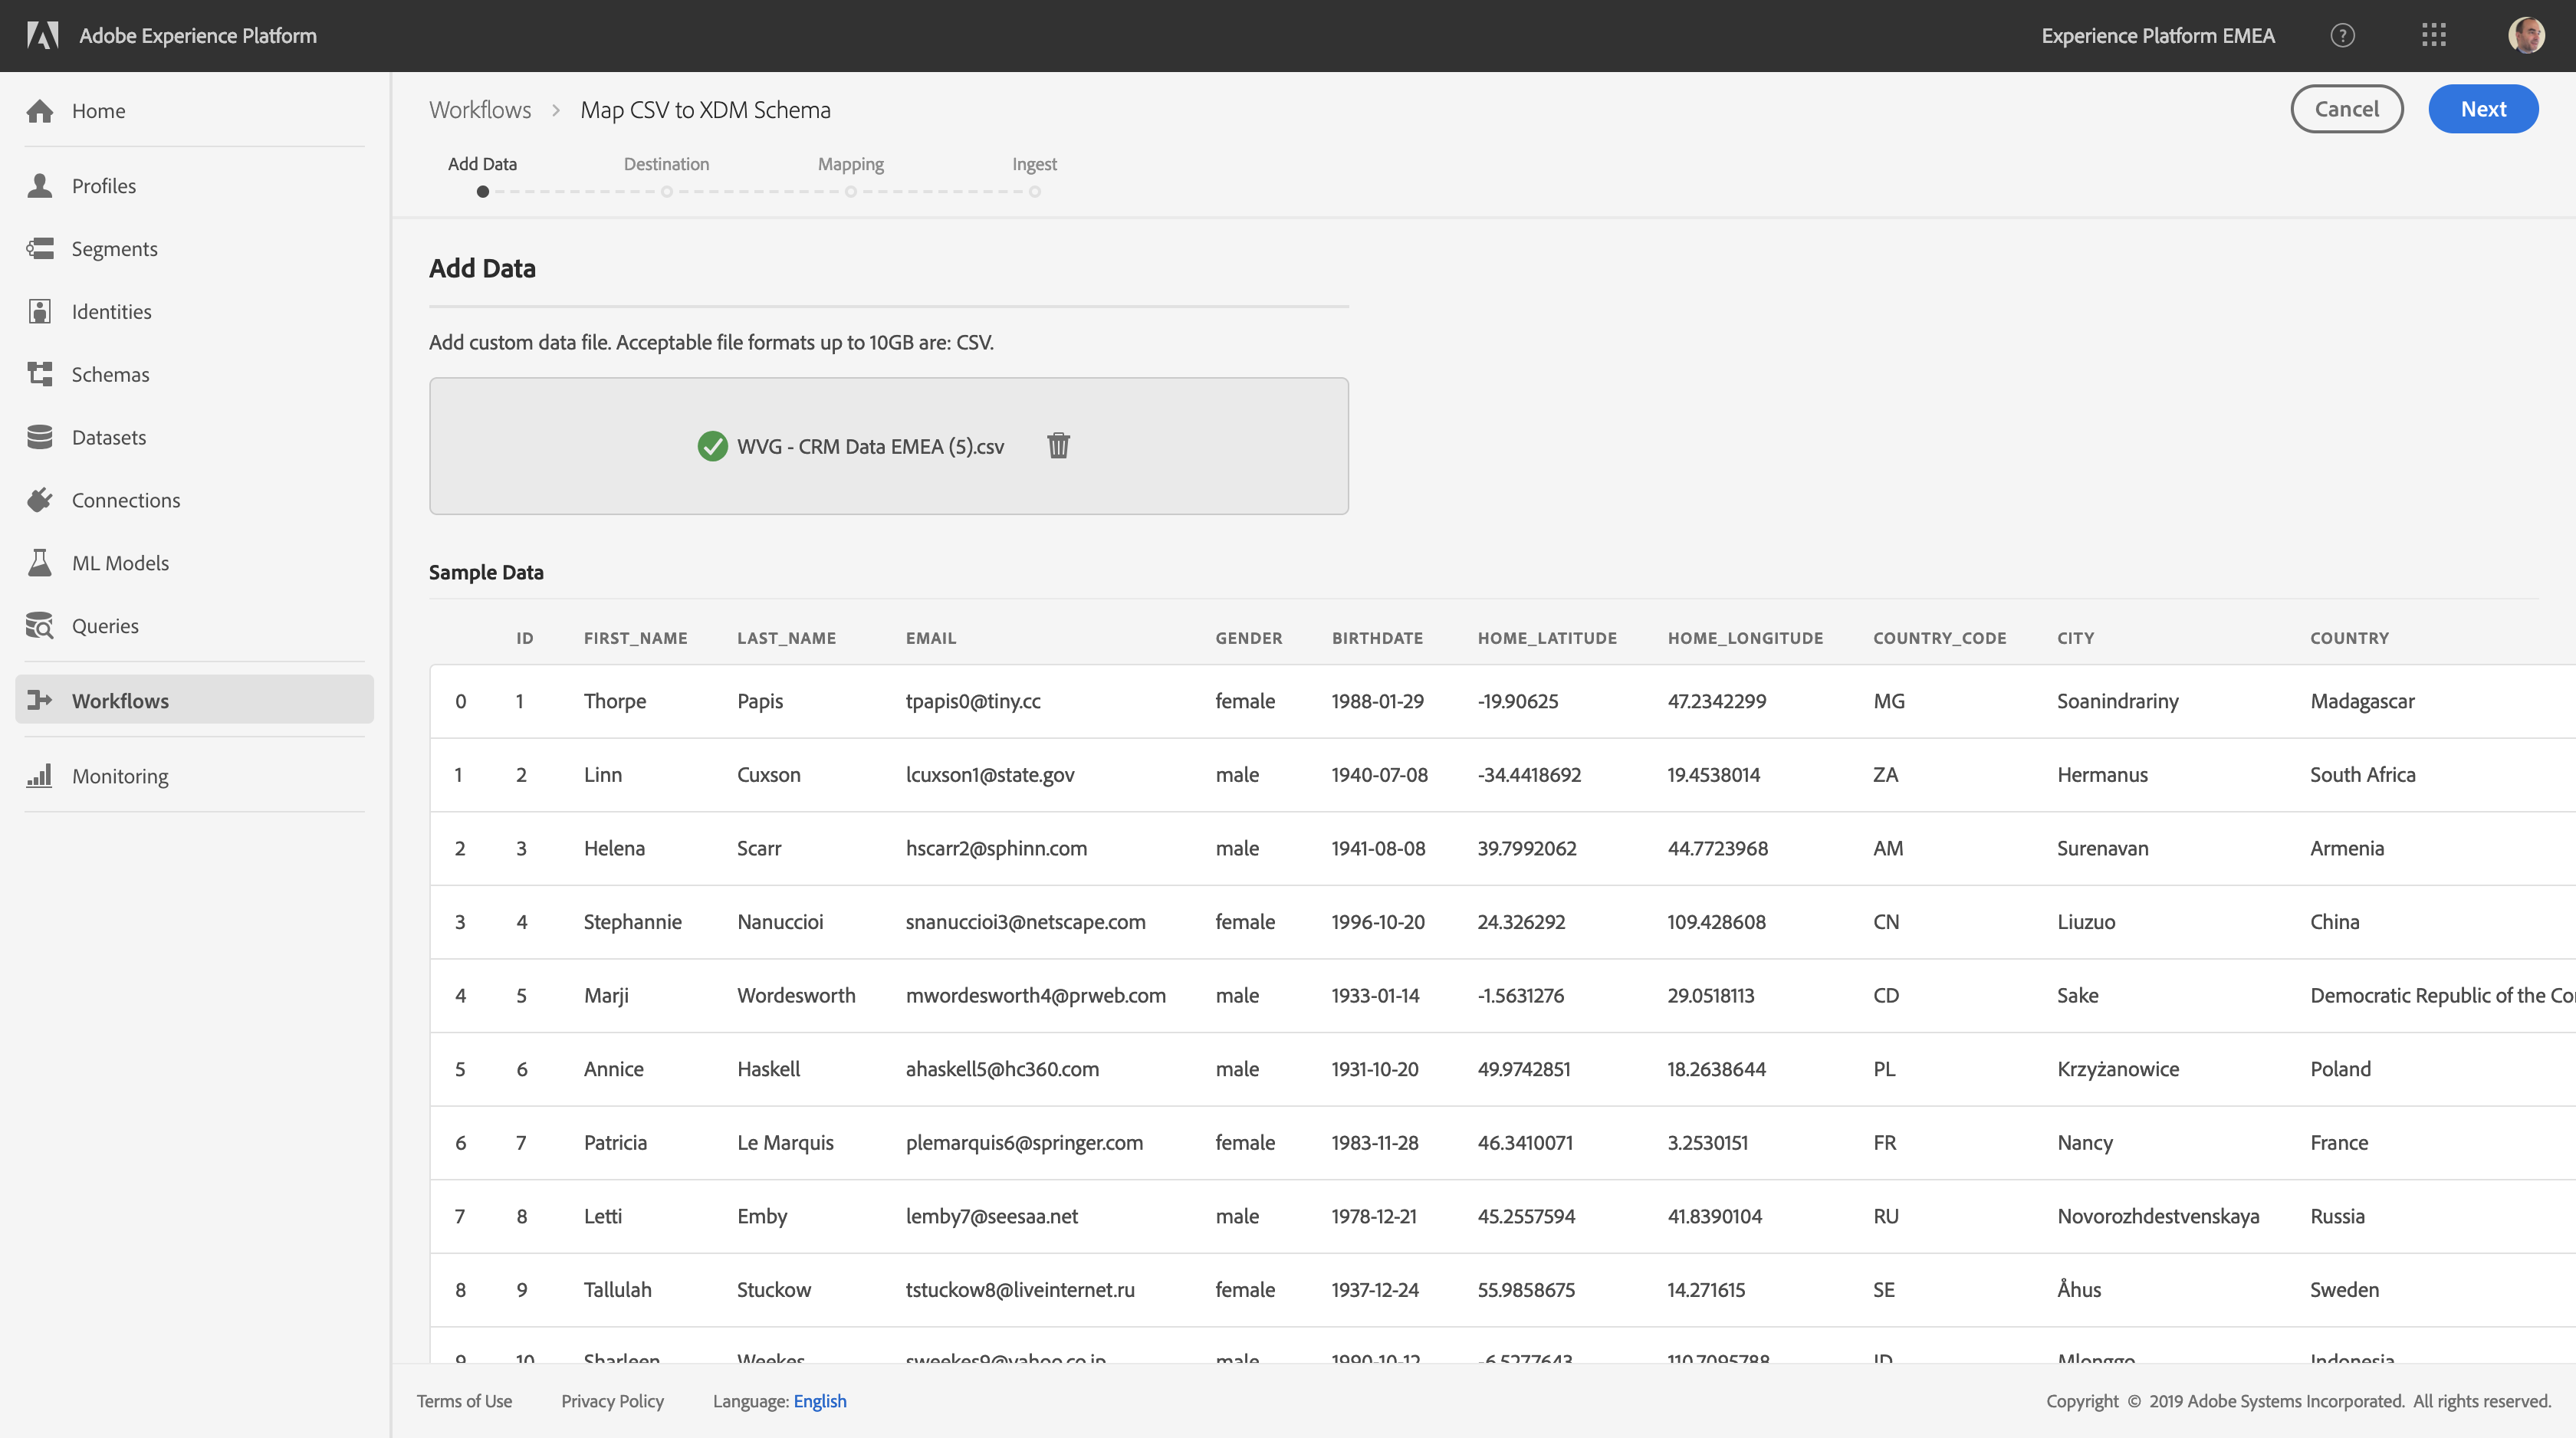 Adobe Experience Platform
Experience Platform EMEA
Home
Profiles
Segments
Identities
Schemas
Datasets
Connections
ML Models
Queries
Workflows
Monitoring
Workflows > Map CSV to XDM Schema
Cancel
Next
Add Data Destination Mapping Ingest
Add Data
Add custom data file. Acceptable file formats up to 10GB are: CSV.
WVG - CRM Data EMEA (5).csv
Sample Data
ID FIRST_NAME LAST_NAME EMAIL GENDER BIRTHDATE HOME_LATITUDE HOME_LONGITUDE COUNTRY_CODE CITY COUNTRY
0 1 Thorpe Papis tpapis0@tiny.cc female 1988-01-29 -19.90625 47.2342299 MG Soanindrariny Madagascar
1 2 Linn Cuxson lcuxson1@state.gov male 1940-07-08 -34.4418692 19.4538014 ZA Hermanus South Africa
2 3 Helena Scarr hscarr2@sphinn.com male 1941-08-08 39.7992062 44.7723968 AM Surenavan Armenia
3 4 Stephannie Nanuccioi snanuccioi3@netscape.com female 1996-10-20 24.326292 109.428608 CN Liuzuo China
4 5 Marji Wordesworth mwordesworth4@prweb.com male 1933-01-14 -1.5631276 29.0518113 CD Sake Democratic Republic of the Co
5 6 Annice Haskell ahaskell5@hc360.com male 1931-10-20 49.9742851 18.2638644 PL Krzyżanowice Poland
6 7 Patricia Le Marquis plemarquis6@springer.com female 1983-11-28 46.3410071 3.2530151 FR Nancy France
7 8 Letti Emby lemby7@seesaa.net male 1978-12-21 45.2557594 41.8390104 RU Novorozhdestvenskaya Russia
8 9 Tallulah Stuckow tstuckow8@liveinternet.ru female 1937-12-24 55.9858675 14.271615 SE Åhus Sweden
9 10 Sharleen Weekes sweekes9@yahoo.co.jp male 1990-10-12 -6.5277643 110.7095788 ID Mlonggo Indonesia
Terms of Use Privacy Policy Language: English
Copyright © 2019 Adobe Systems Incorporated. All rights reserved.